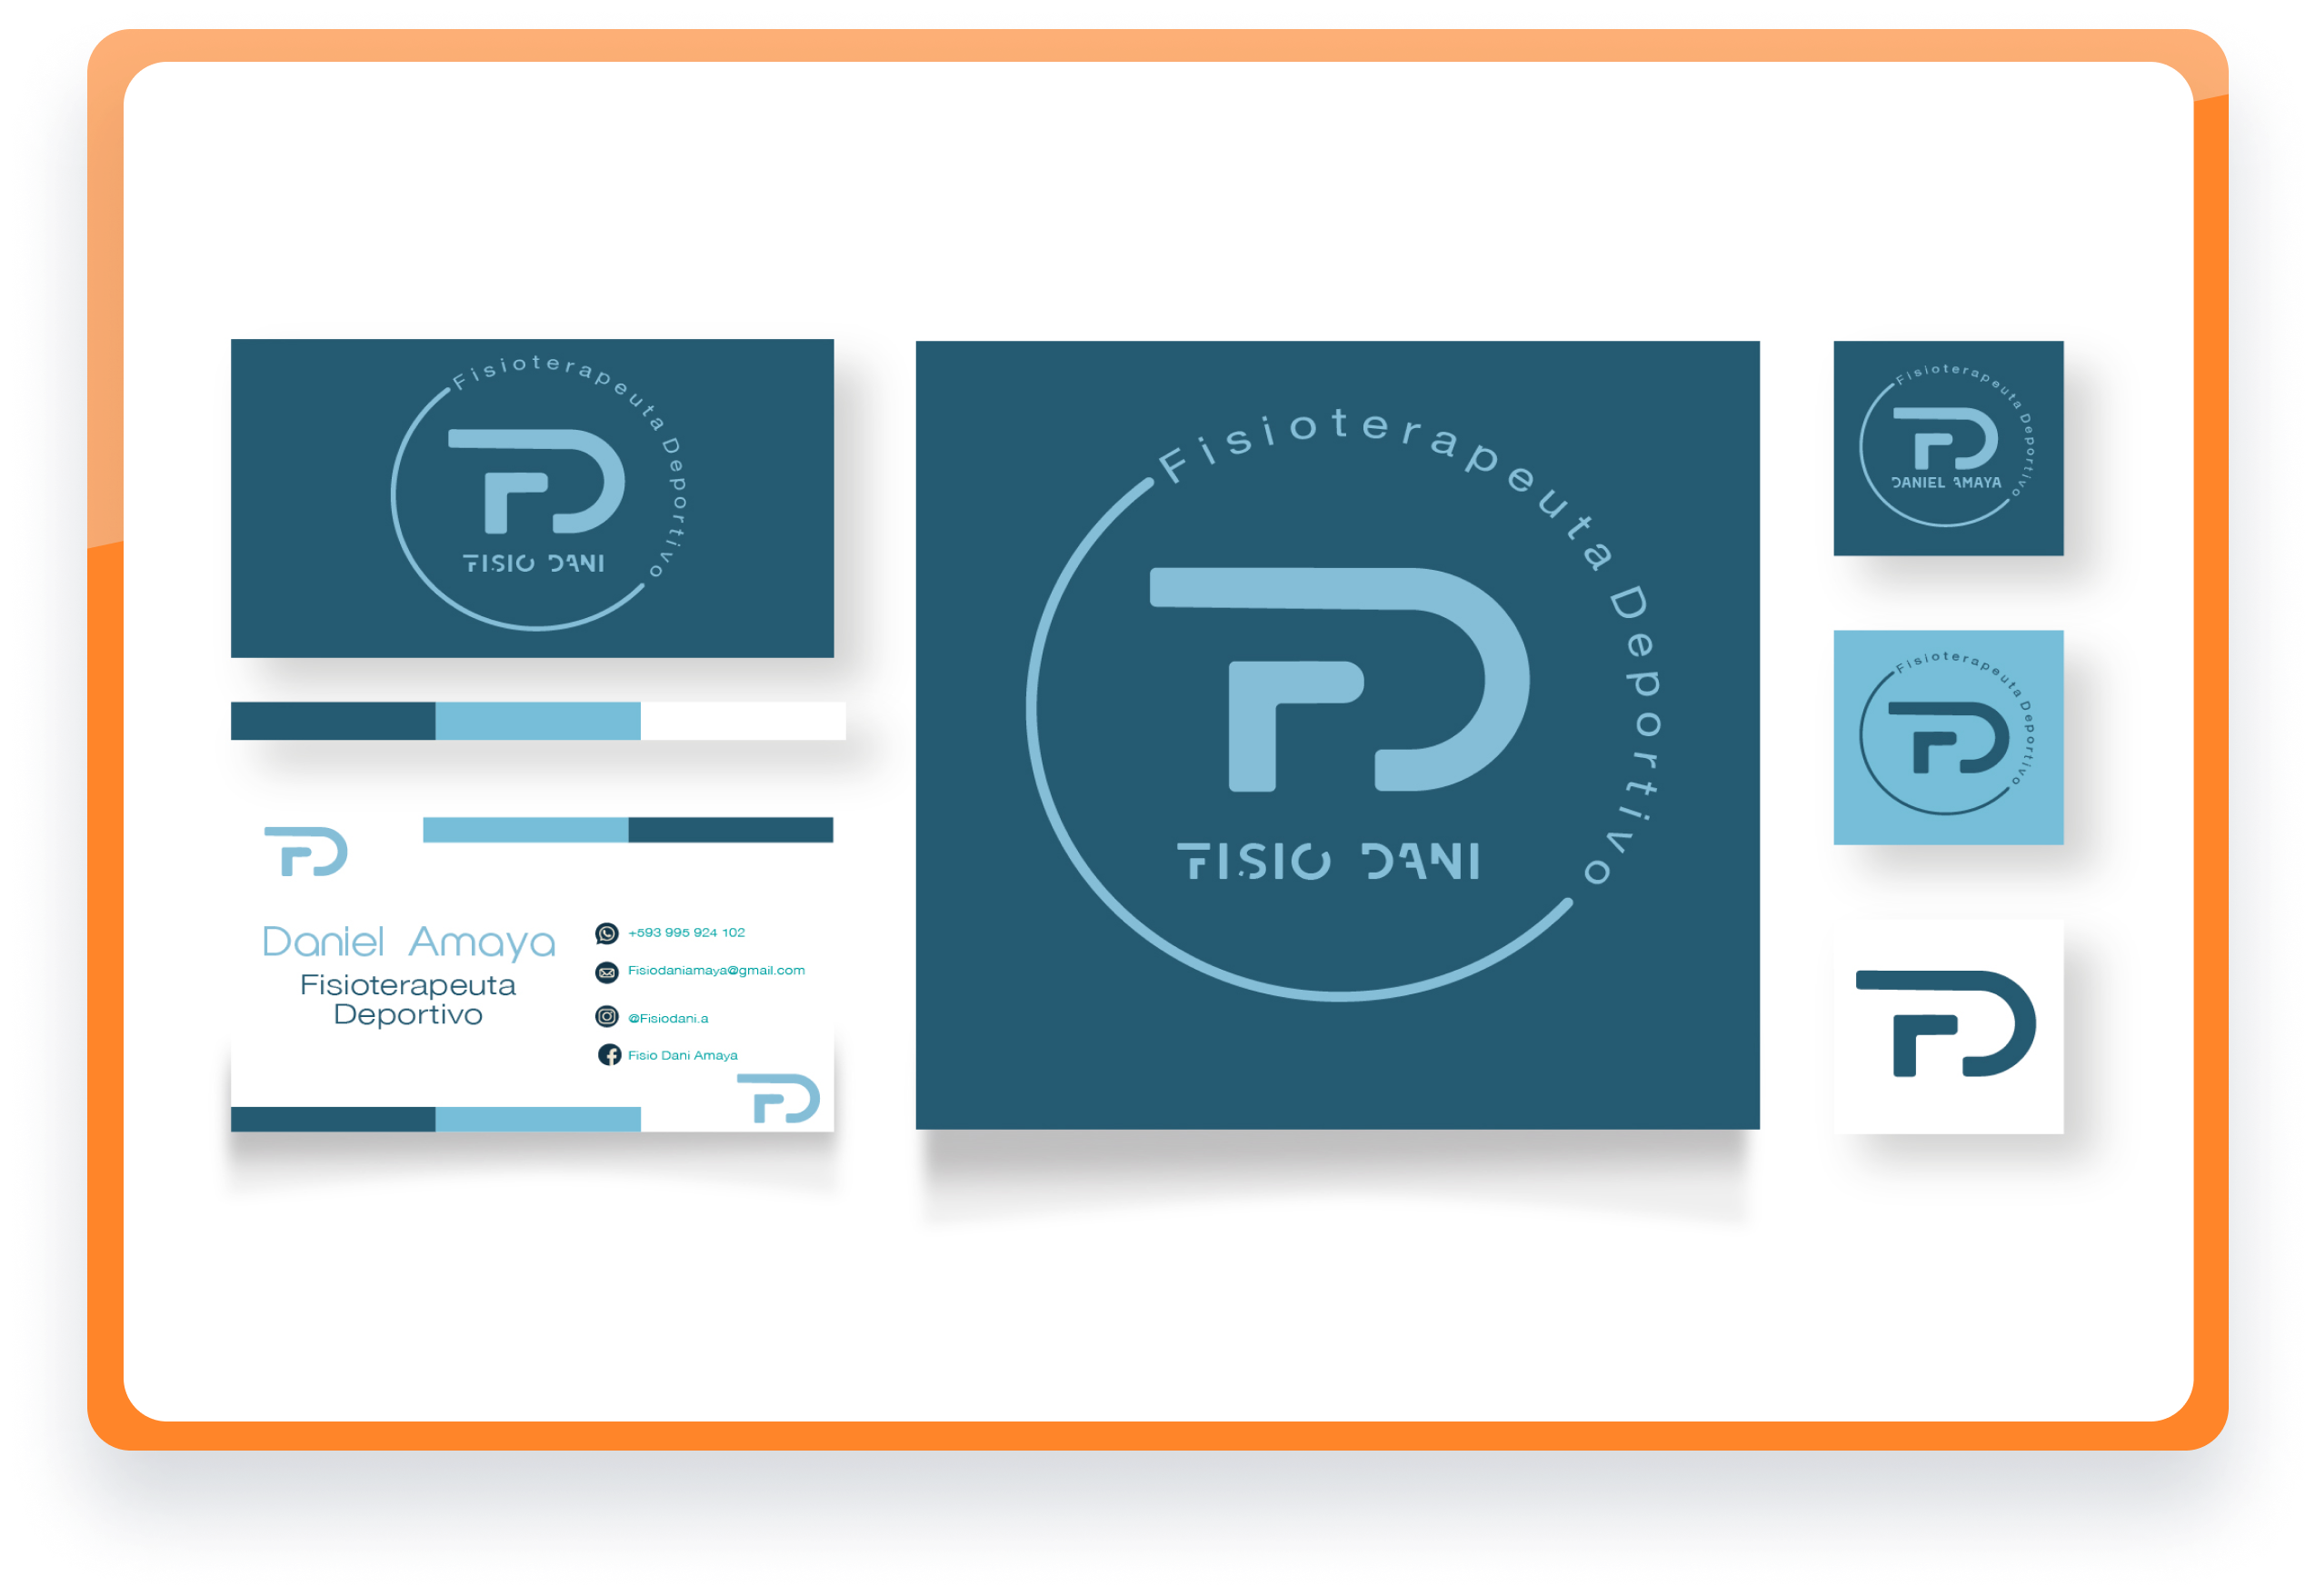 Fisioterapeuta Deportivo
FISIO DANI
Daniel Amaya
Fisioterapeuta
Deportivo
+593 995 924 102
Fisiodaniamaya@gmail.com
@Fisiodani.a
Fisio Dani Amaya
Fisioterapeuta Deportivo
FISIO DANI
Fisioterapeuta Deportivo
DANIEL AMAYA
Fisioterapeuta Deportivo